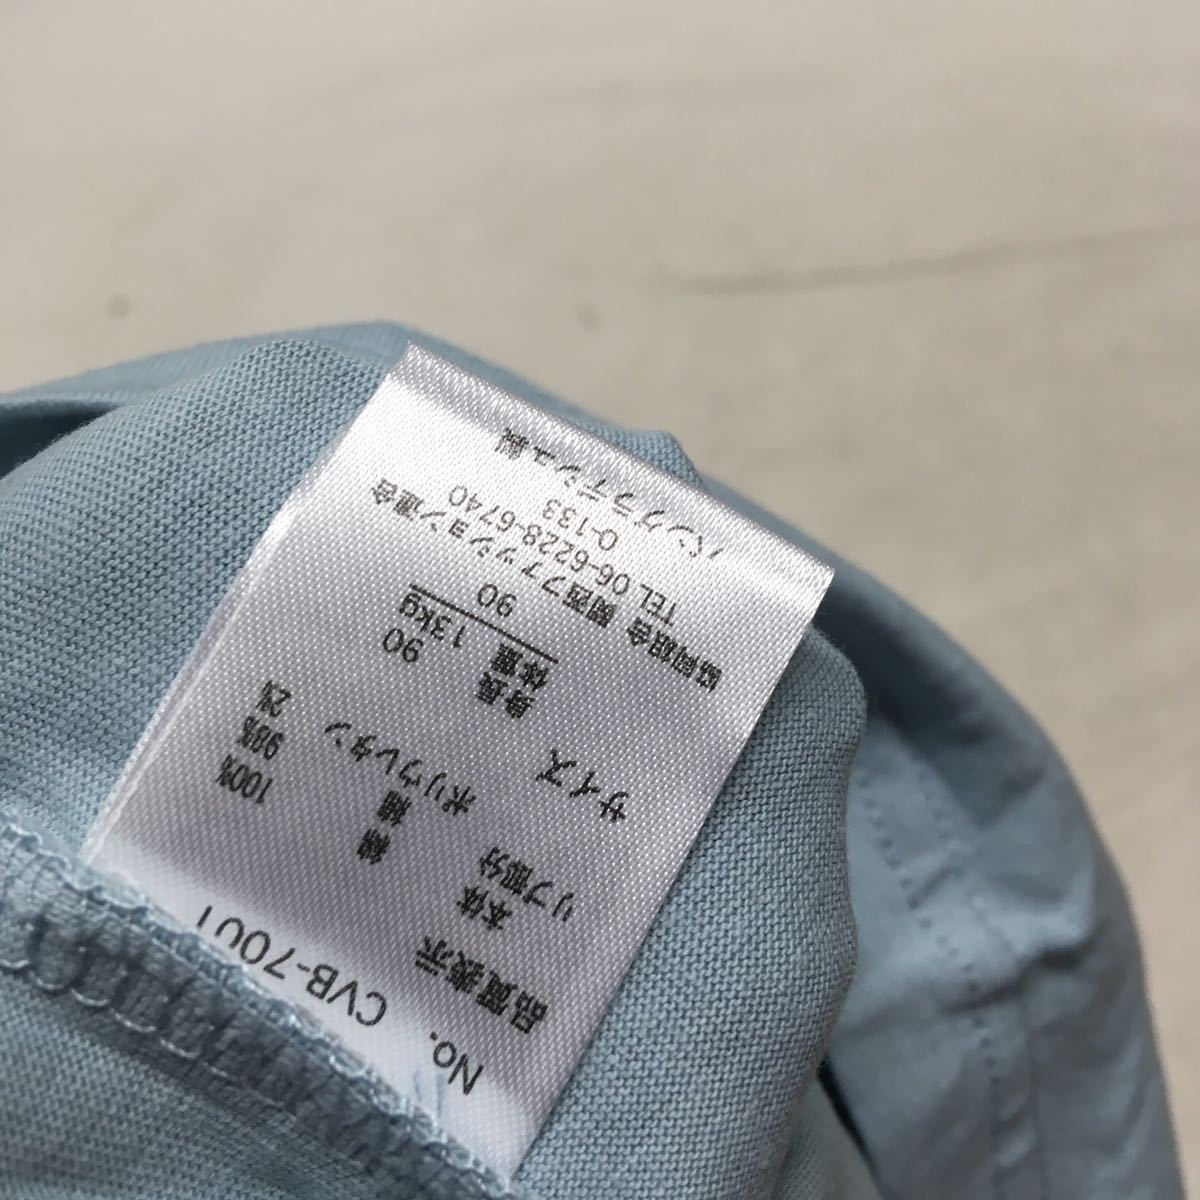 No. CVB-7001
品質表示
本体 綿 100%
リブ部分 綿 98%
ポリウレタン 2%
サイズ 90
身長 90
体重 13kg
協同組合 関西ファッション連合
TEL 06-6228-6740
0-133
バングラデシュ製